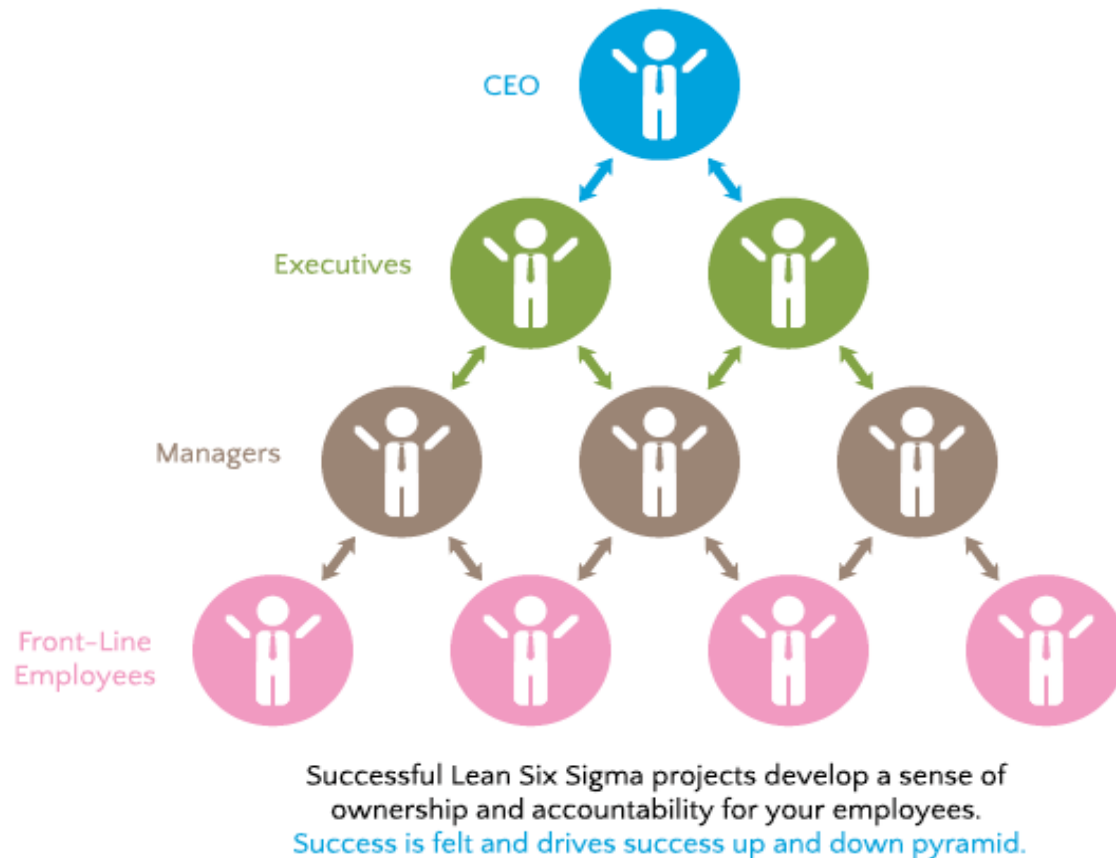 CEO
Executives
Managers
Front-Line
Employees
Successful Lean Six Sigma projects develop a sense of
ownership and accountability for your employees.
Success is felt and drives success up and down pyramid.